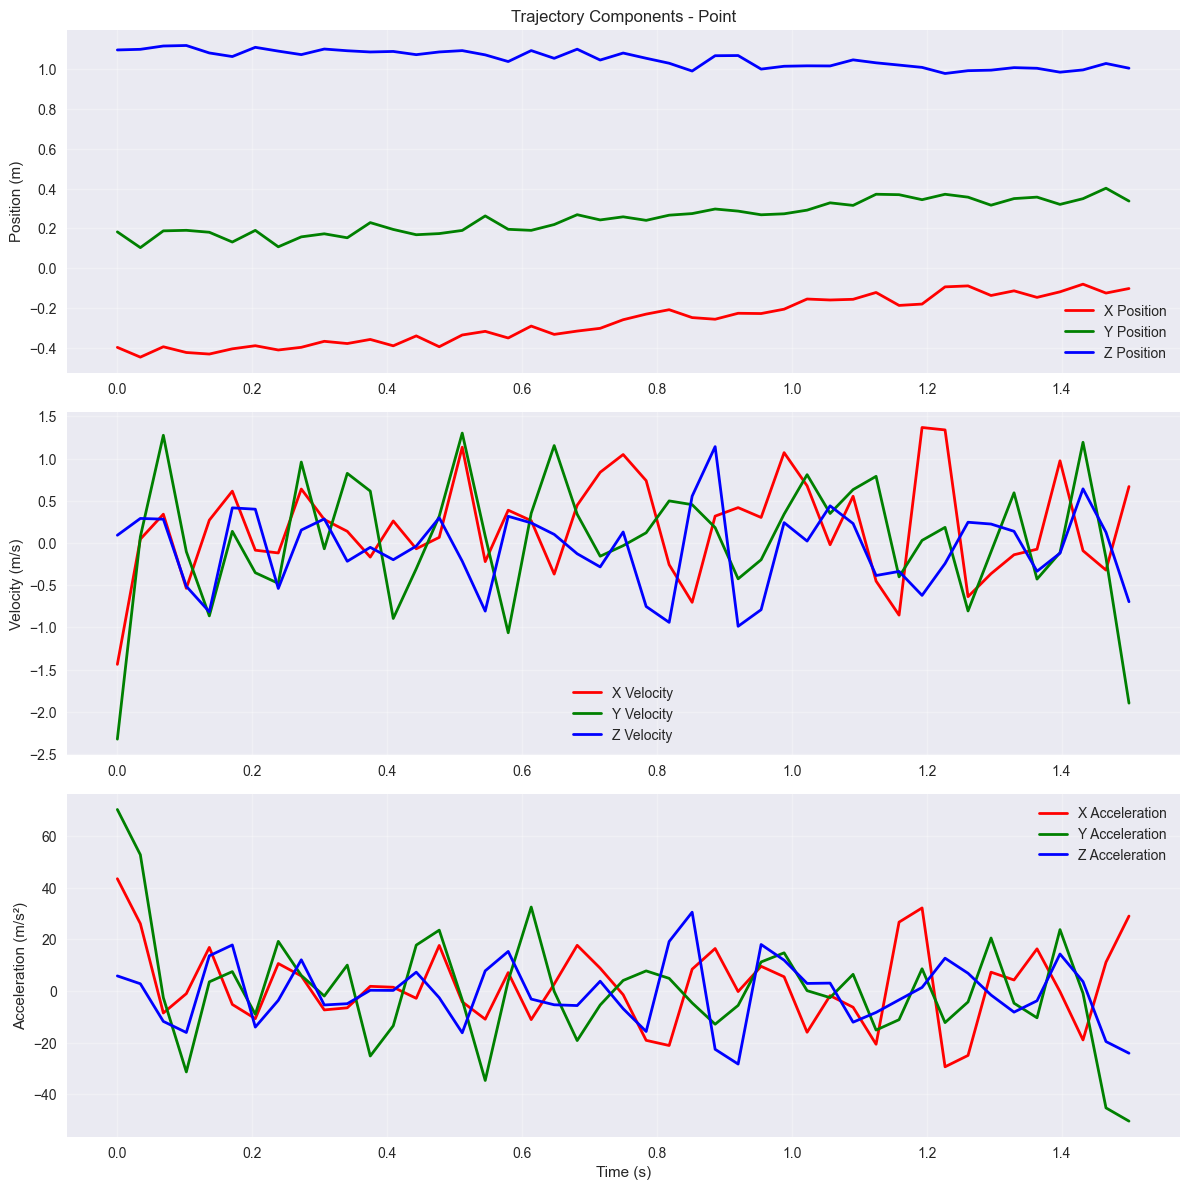 Trajectory Components - Point
Position (m)
1.0
0.8
0.6
0.4
0.2
0.0
−0.2
−0.4
X Position
Y Position
Z Position
0.0 0.2 0.4 0.6 0.8 1.0 1.2 1.4
Velocity (m/s)
1.5
1.0
0.5
0.0
−0.5
−1.0
−1.5
−2.0
−2.5
X Velocity
Y Velocity
Z Velocity
0.0 0.2 0.4 0.6 0.8 1.0 1.2 1.4
Acceleration (m/s²)
60
40
20
0
−20
−40
X Acceleration
Y Acceleration
Z Acceleration
0.0 0.2 0.4 0.6 0.8 1.0 1.2 1.4
Time (s)